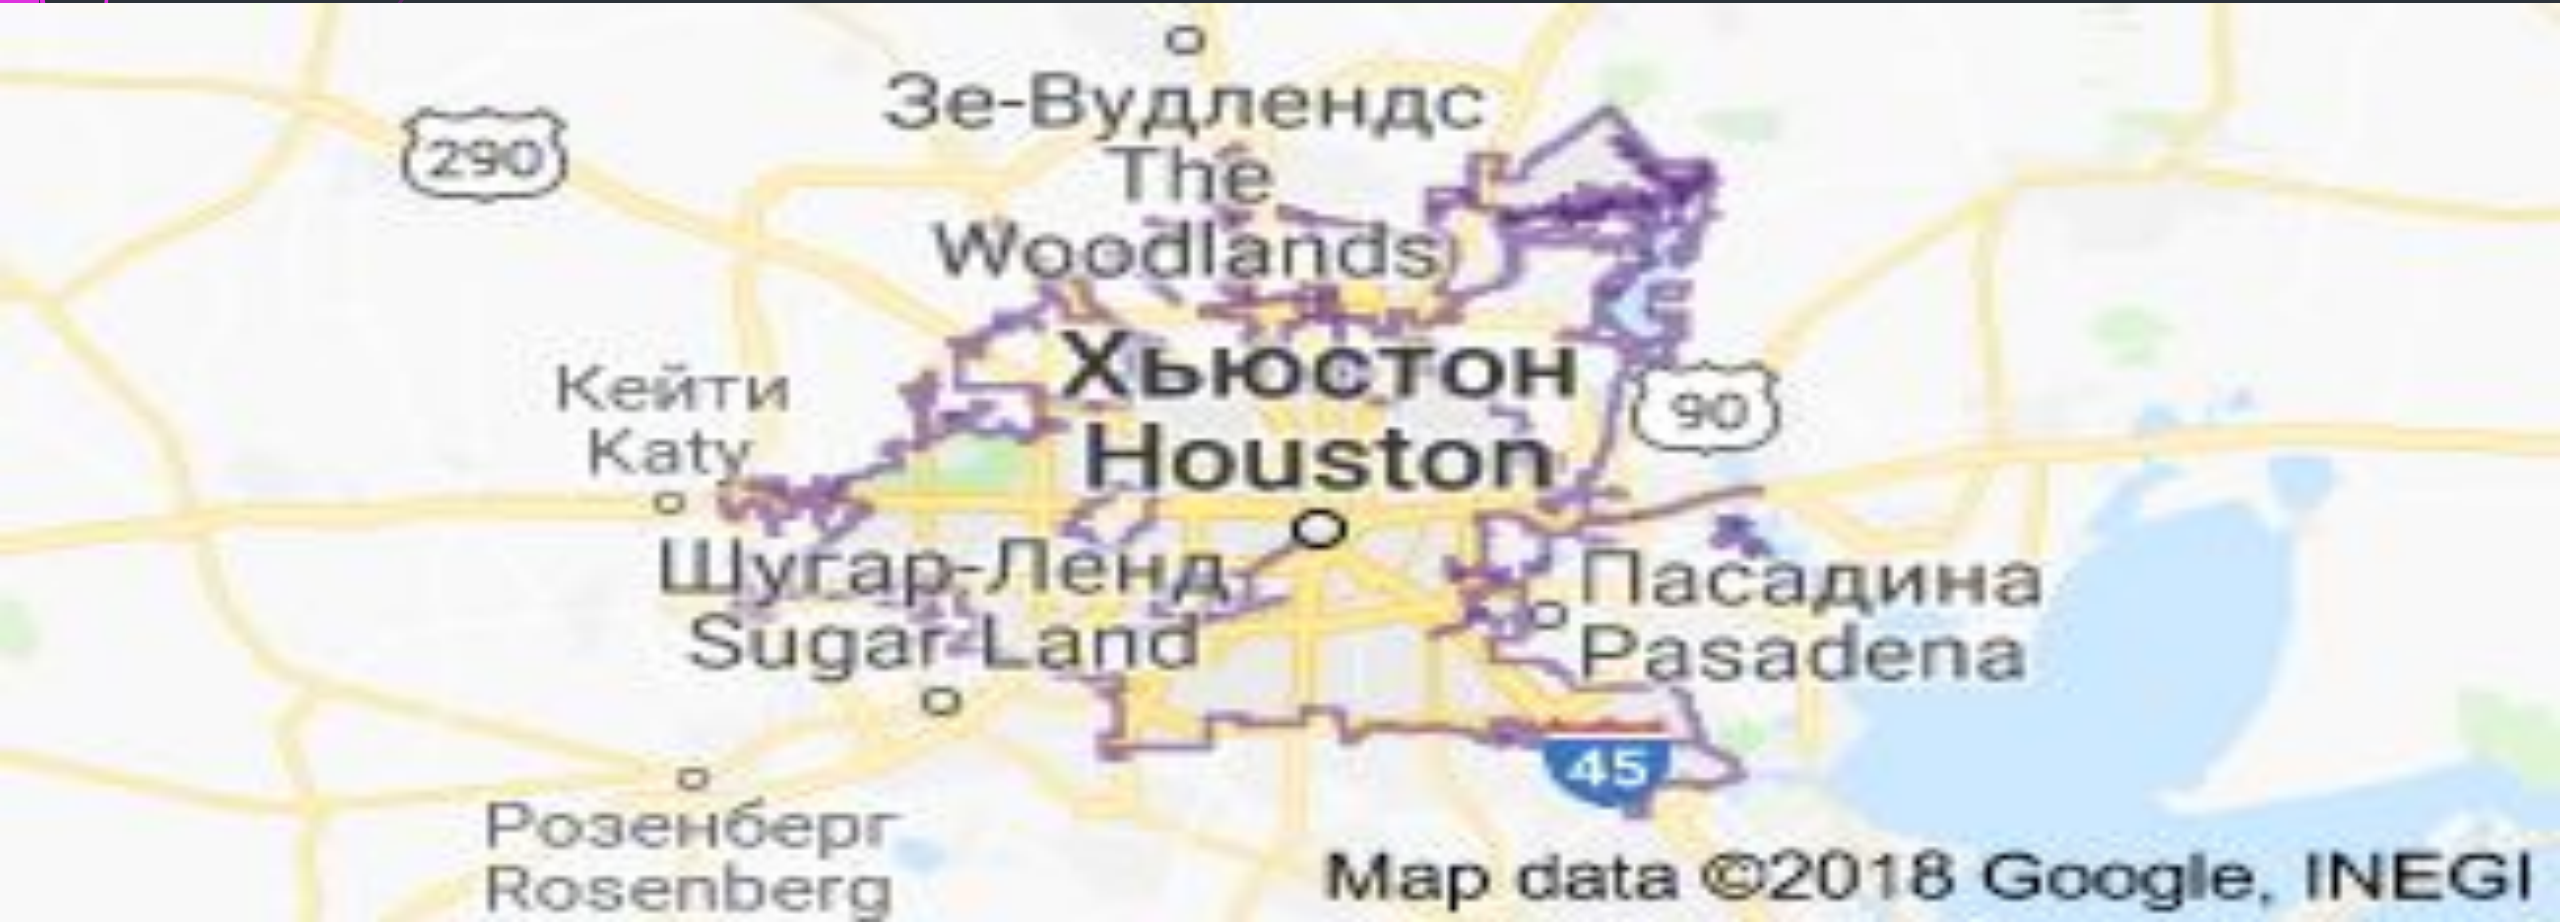 Зе-Вудлендс
The
Woodlands
290
Хьюстон
Houston
90
Кейти
Katy
Шугар-Ленд
Sugar Land
Пасадина
Pasadena
45
Розенберг
Rosenberg
Map data ©2018 Google, INEGI